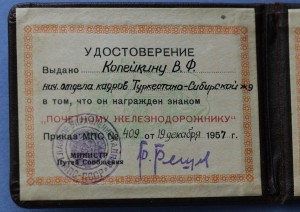 УДОСТОВЕРЕНИЕ
Выдано Копейкину В.Ф.
нач. отдела кадров Туркестано-Сибирской жд
в том, что он награжден знаком
"ПОЧЕТНОМУ ЖЕЛЕЗНОДОРОЖНИКУ"
Приказ МПС № 409 от 19 декабря 1957 г.
МИНИСТР
Путей Сообщения